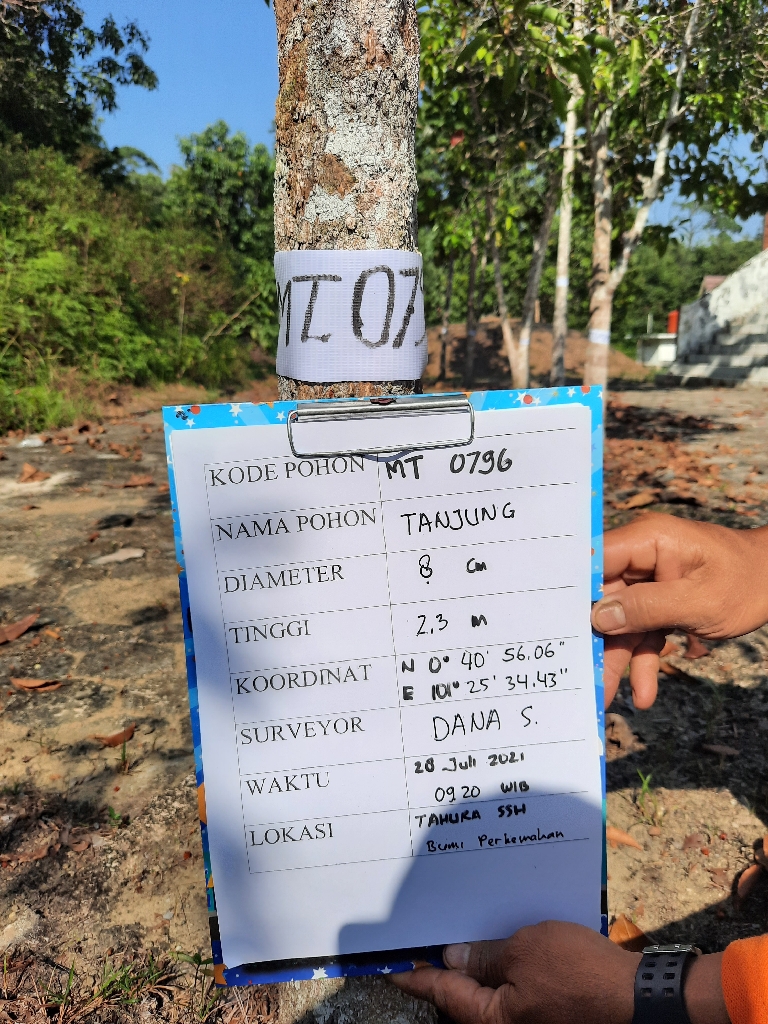 MT 079
KODE POHON MT 0796
NAMA POHON TANJUNG
DIAMETER 8 Cm
TINGGI 2,3 m
KOORDINAT N 0° 40' 56.06"
E 101° 25' 34.43"
SURVEYOR DANA S.
WAKTU 28 Juli 2021
09.20 WIB
LOKASI TAHURA SSH
Bumi Perkemahan